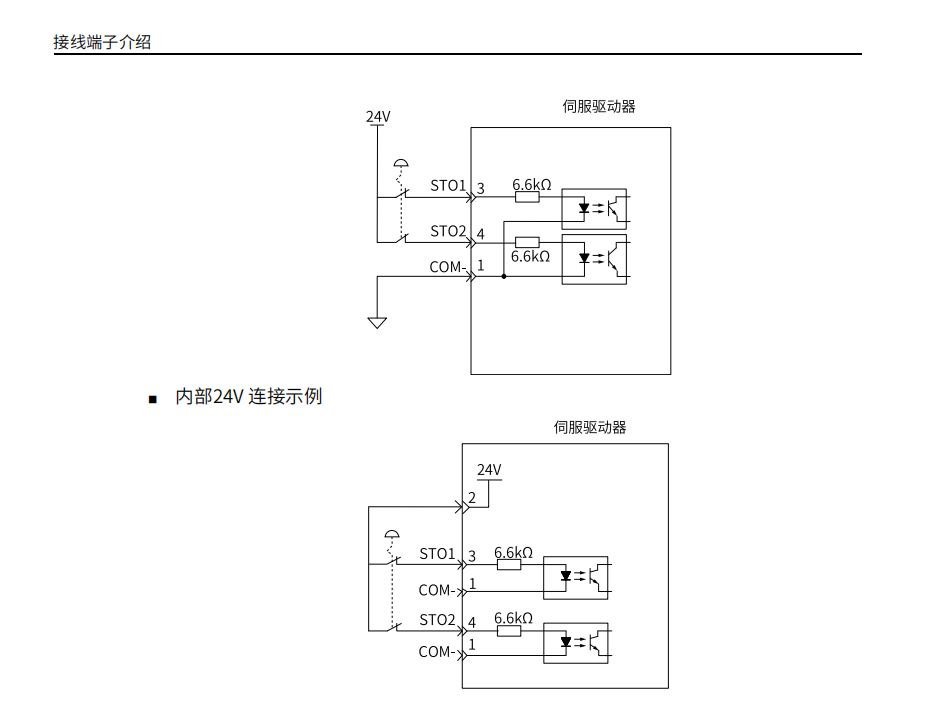 接线端子介绍
伺服驱动器
24V
STO1 3 6.6kΩ
STO2 4
6.6kΩ
COM- 1
■ 内部24V 连接示例
伺服驱动器
24V
2
STO1 3 6.6kΩ
COM- 1
STO2 4 6.6kΩ
COM- 1